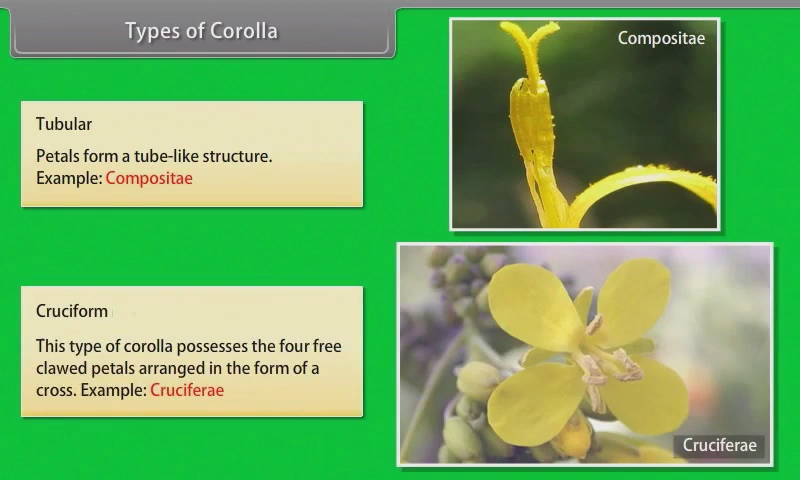 Types of Corolla
Compositae
Tubular
Petals form a tube-like structure.
Example: Compositae
Cruciform
This type of corolla possesses the four free
clawed petals arranged in the form of a
cross. Example: Cruciferae
Cruciferae